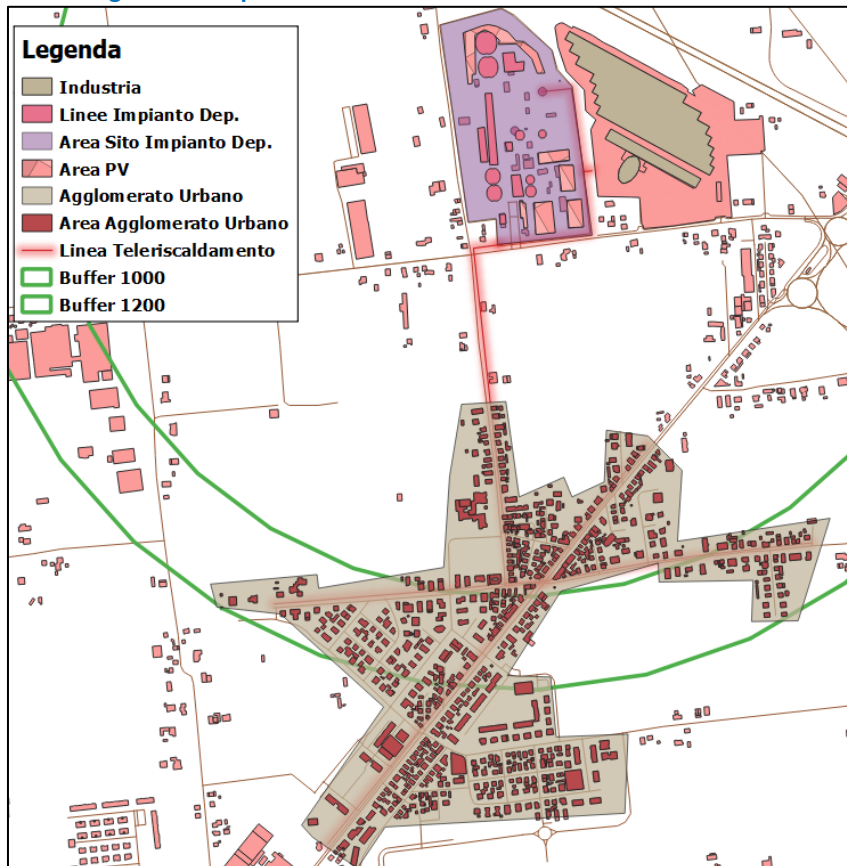 Legenda
Industria
Linee Impianto Dep.
Area Sito Impianto Dep.
Area PV
Agglomerato Urbano
Area Agglomerato Urbano
Linea Teleriscaldamento
Buffer 1000
Buffer 1200